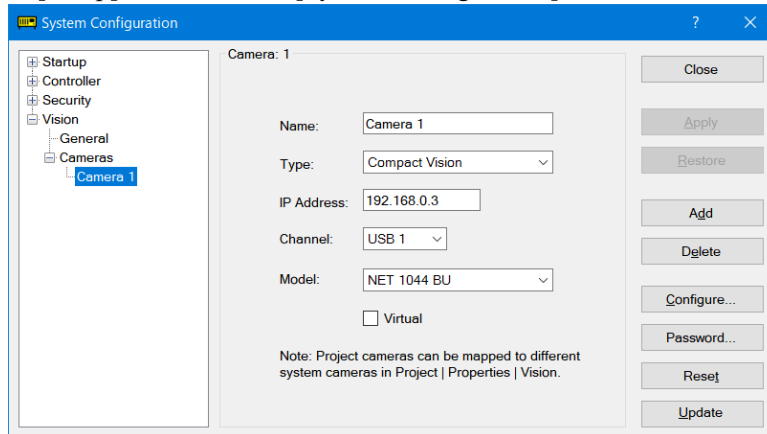 System Configuration
?
Startup
Controller
Security
Vision
General
Cameras
Camera 1
Camera: 1
Name: Camera 1
Type: Compact Vision
IP Address: 192.168.0.3
Channel: USB 1
Model: NET 1044 BU
Virtual
Note: Project cameras can be mapped to different
system cameras in Project | Properties | Vision.
Close
Apply
Restore
Add
Delete
Configure...
Password...
Reset
Update